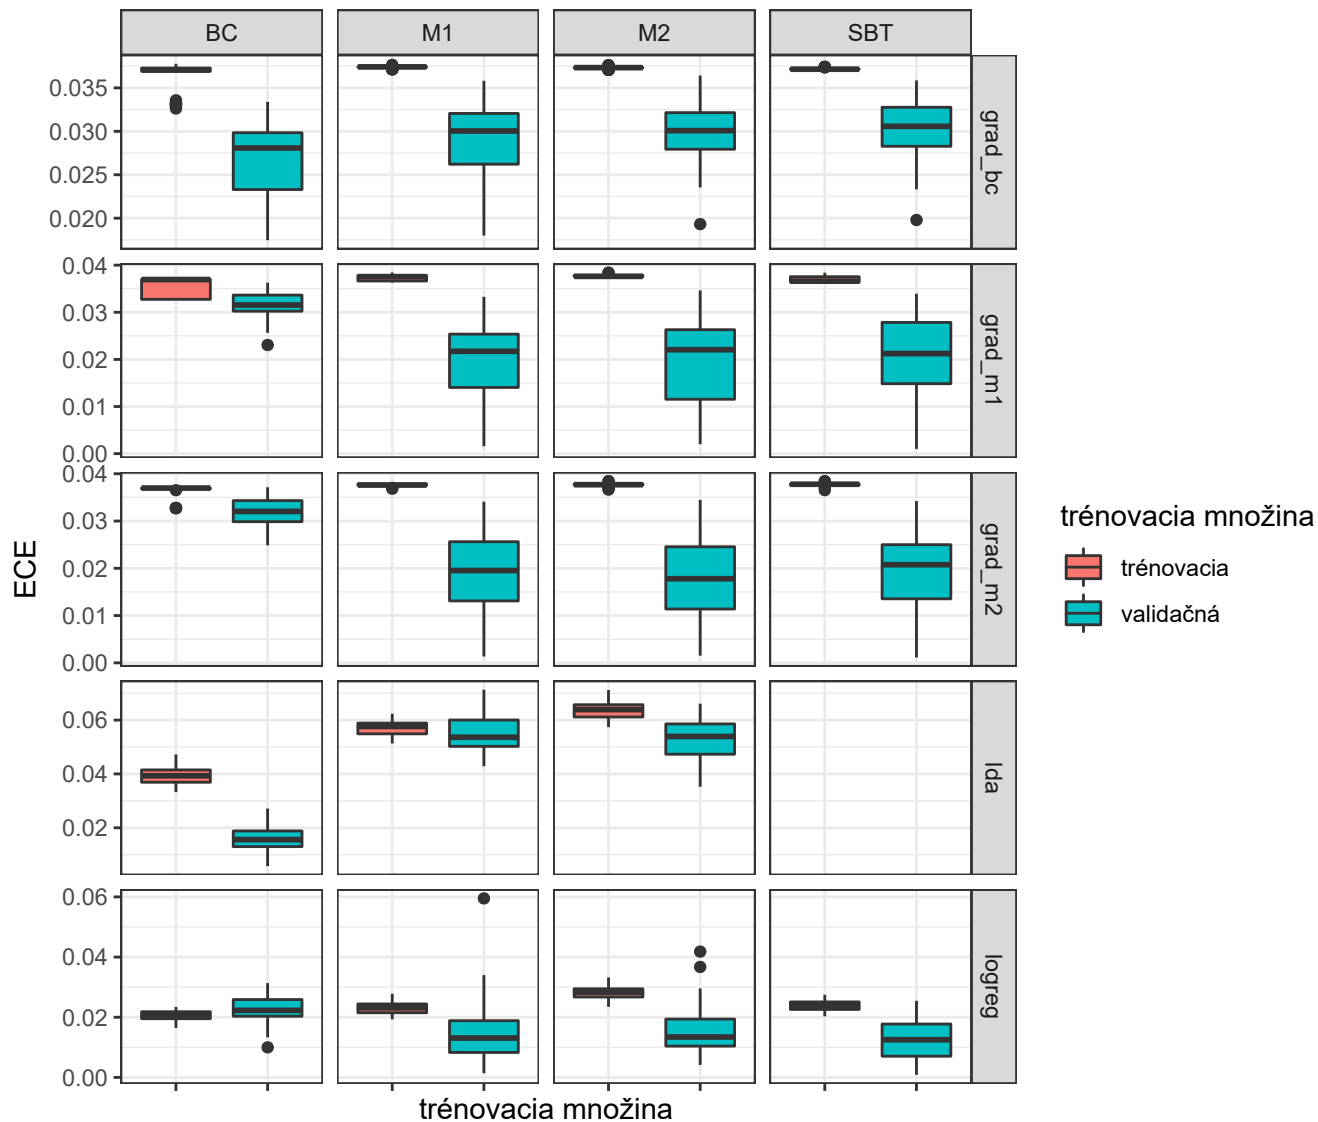 BC M1 M2 SBT
0.035
0.030
0.025
0.020
grad_bc
0.04
0.03
0.02
0.01
0.00
grad_m1
0.04
0.03
0.02
0.01
0.00
grad_m2
0.06
0.04
0.02
lda
0.06
0.04
0.02
0.00
logreg
ECE
trénovacia množina
trénovacia množina
trénovacia
validačná